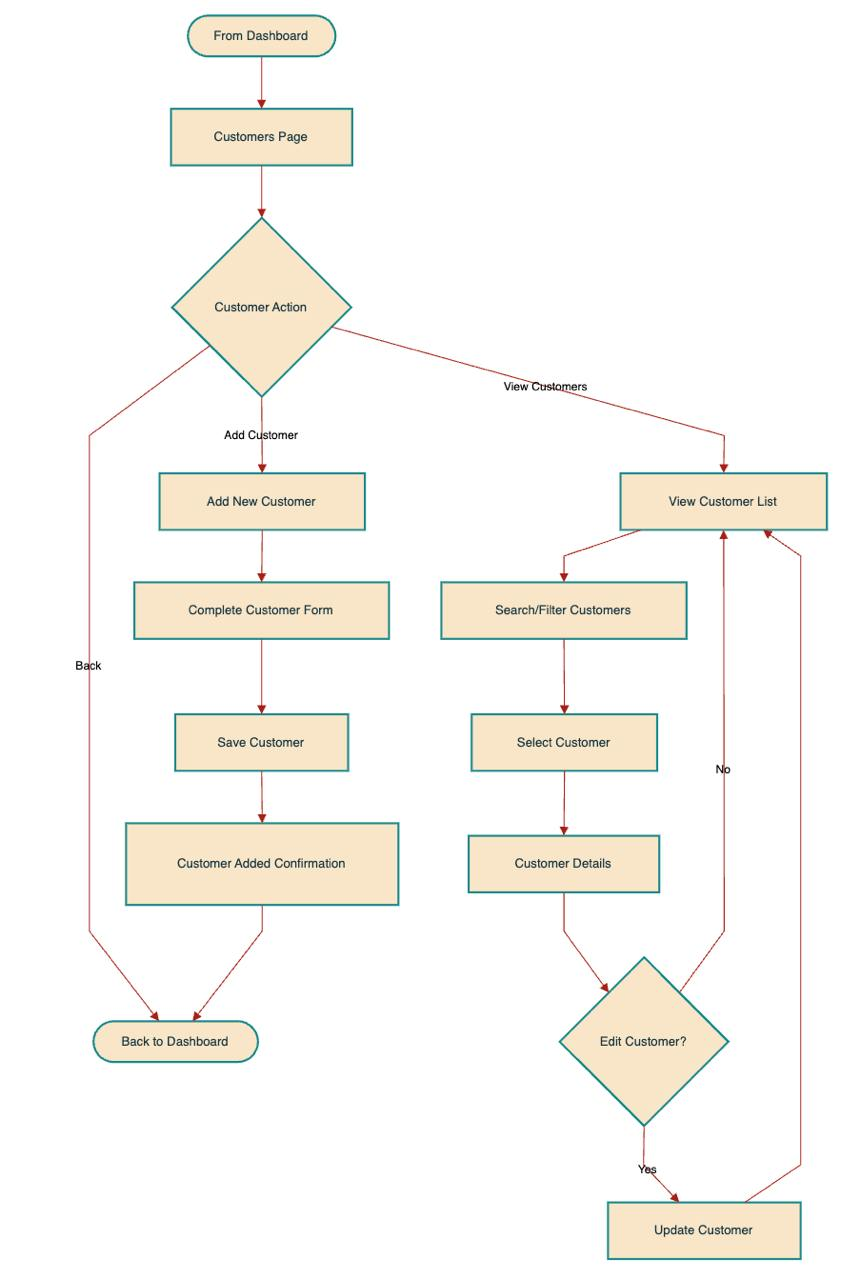 From Dashboard
Customers Page
Customer Action
View Customers
Add Customer
Add New Customer
View Customer List
Complete Customer Form
Search/Filter Customers
Back
Save Customer
Select Customer
No
Customer Added Confirmation
Customer Details
Back to Dashboard
Edit Customer?
Yes
Update Customer